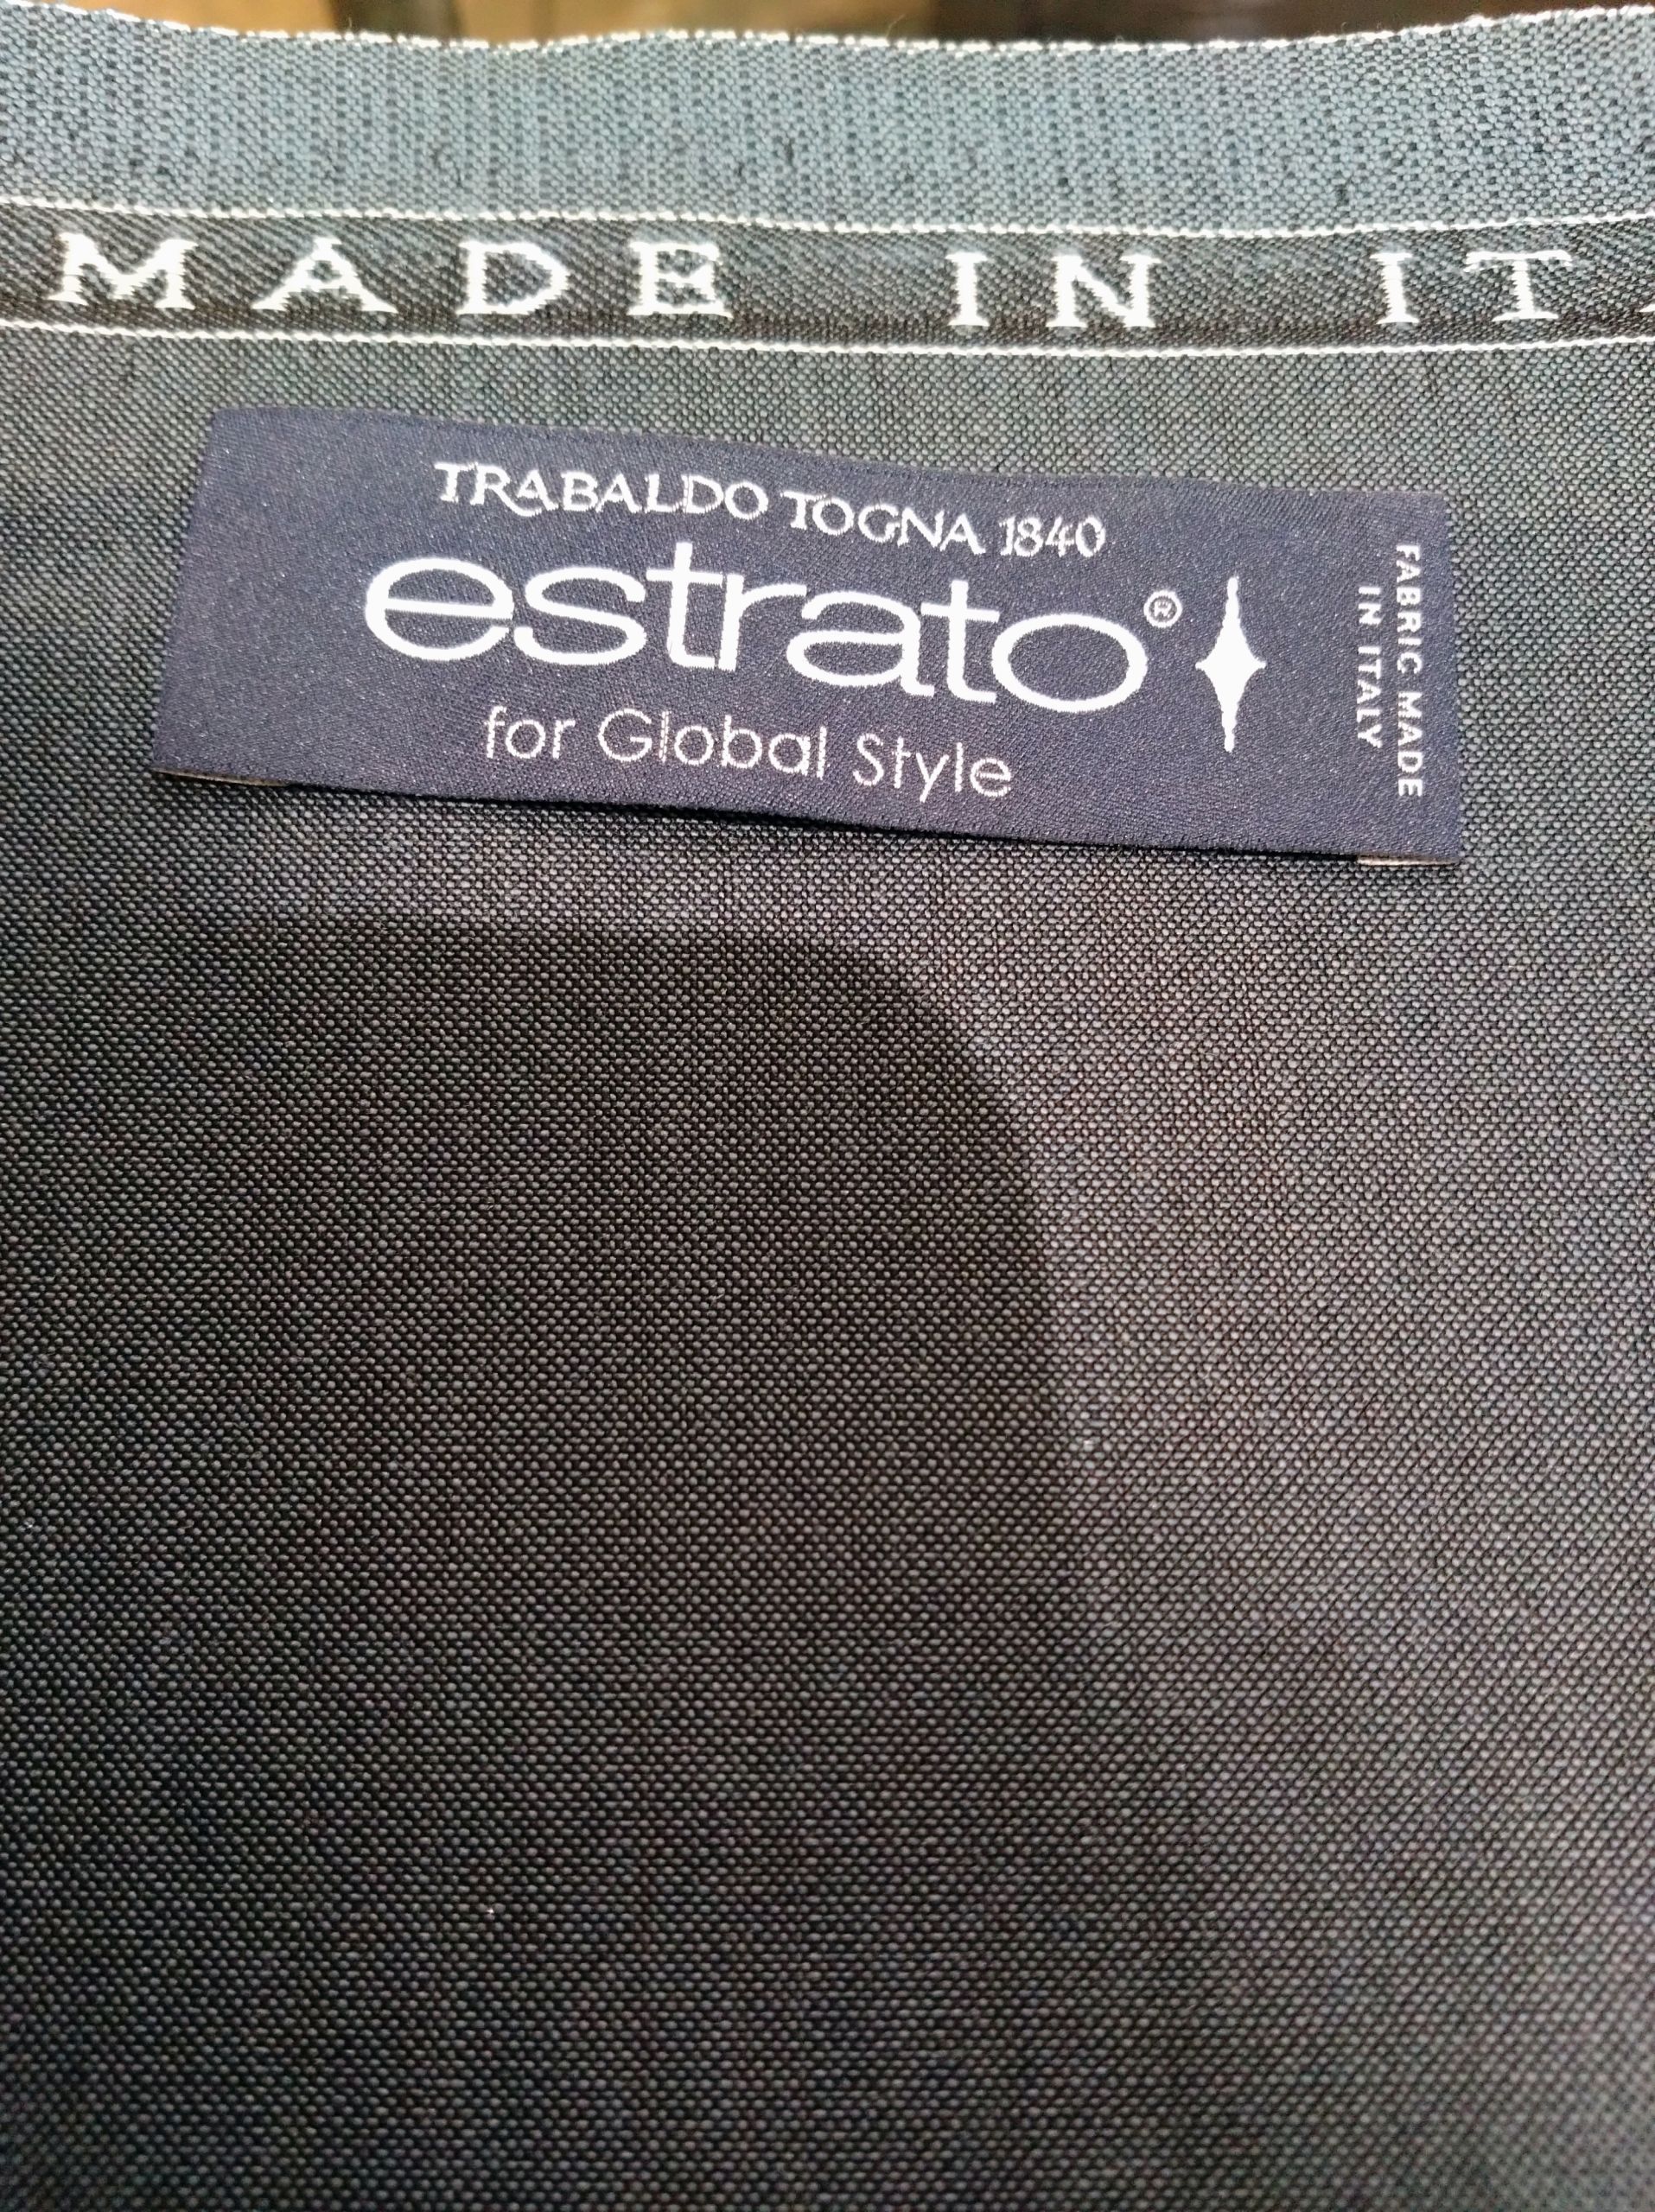 MADE IN IT
TRABALDO TOGNA 1840
estrato®
for Global Style
FABRIC MADE
IN ITALY